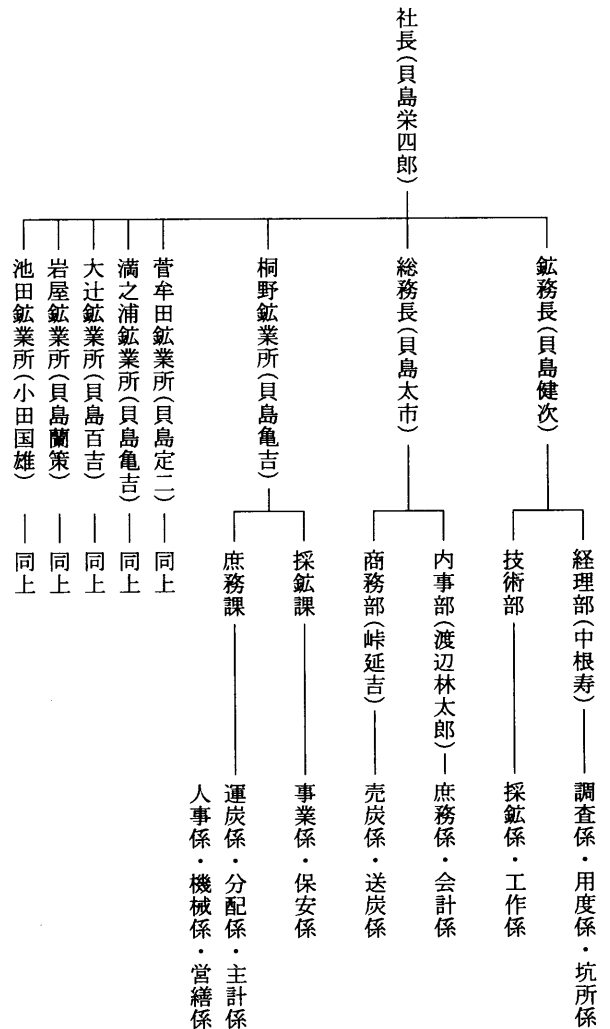 社長(貝島栄四郎)
鉱務長(貝島健次)
経理部(中根寿)
調査係・用度係・坑所係
技術部
採鉱係・工作係
総務長(貝島太市)
内事部(渡辺林太郎)
庶務係・会計係
商務部(峠延吉)
売炭係・送炭係
桐野鉱業所(貝島亀吉)
採鉱課
事業係・保安係
庶務課
運炭係・分配係・主計係
人事係・機械係・営繕係
菅牟田鉱業所(貝島定二)
同上
満之浦鉱業所(貝島亀吉)
同上
大辻鉱業所(貝島百吉)
同上
岩屋鉱業所(貝島蘭策)
同上
池田鉱業所(小田国雄)
同上